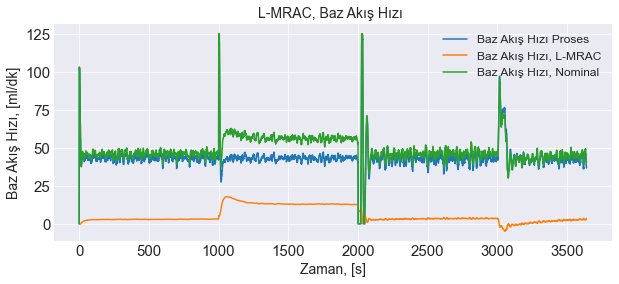 L-MRAC, Baz Akış Hızı
Baz Akış Hızı, [ml/dk]
125
100
75
50
25
0
Baz Akış Hızı Proses
Baz Akış Hızı, L-MRAC
Baz Akış Hızı, Nominal
0 500 1000 1500 2000 2500 3000 3500
Zaman, [s]